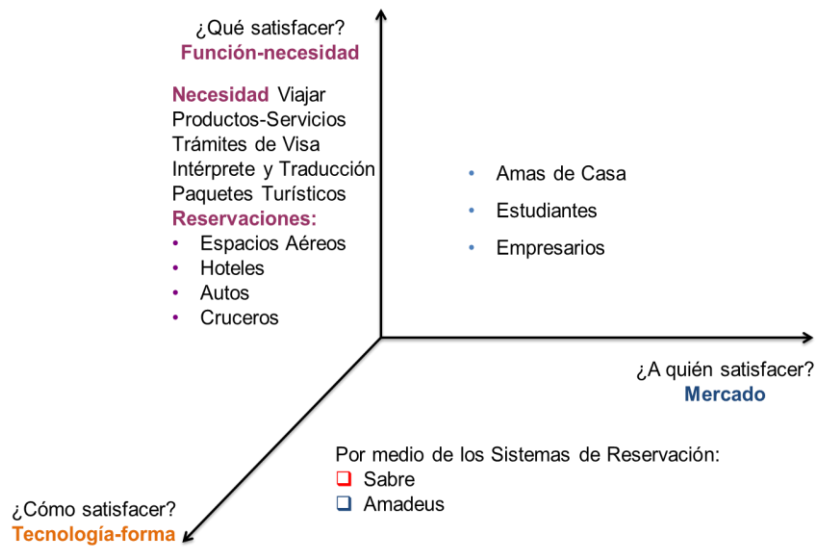 ¿Qué satisfacer?
Función-necesidad
Necesidad Viajar
Productos-Servicios
Trámites de Visa
Intérprete y Traducción
Paquetes Turísticos
Reservaciones:
• Espacios Aéreos
• Hoteles
• Autos
• Cruceros
• Amas de Casa
• Estudiantes
• Empresarios
¿A quién satisfacer?
Mercado
Por medio de los Sistemas de Reservación:
❑ Sabre
❑ Amadeus
¿Cómo satisfacer?
Tecnología-forma